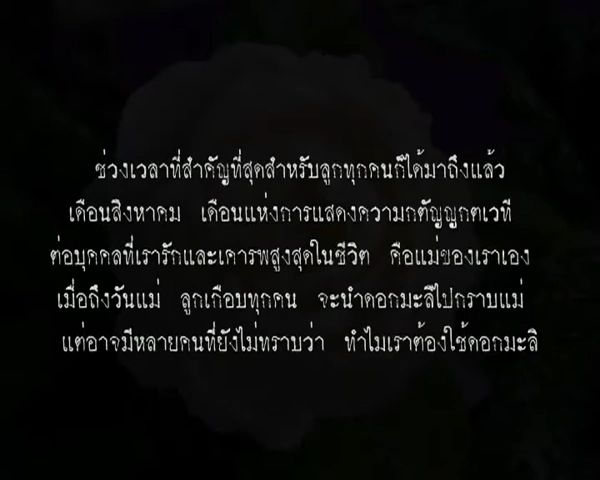 ช่วงเวลาที่สำคัญที่สุดสำหรับลูกทุกคนก็ได้มาถึงแล้ว
เดือนสิงหาคม เดือนแห่งการแสดงความกตัญญูกตเวที
ต่อบุคคลที่เรารักและเคารพสูงสุดในชีวิต คือแม่ของเราเอง
เมื่อถึงวันแม่ ลูกเกือบทุกคน จะนำดอกมะลิไปกราบแม่
แต่อาจมีหลายคนที่ยังไม่ทราบว่า ทำไมเราต้องใช้ดอกมะลิ